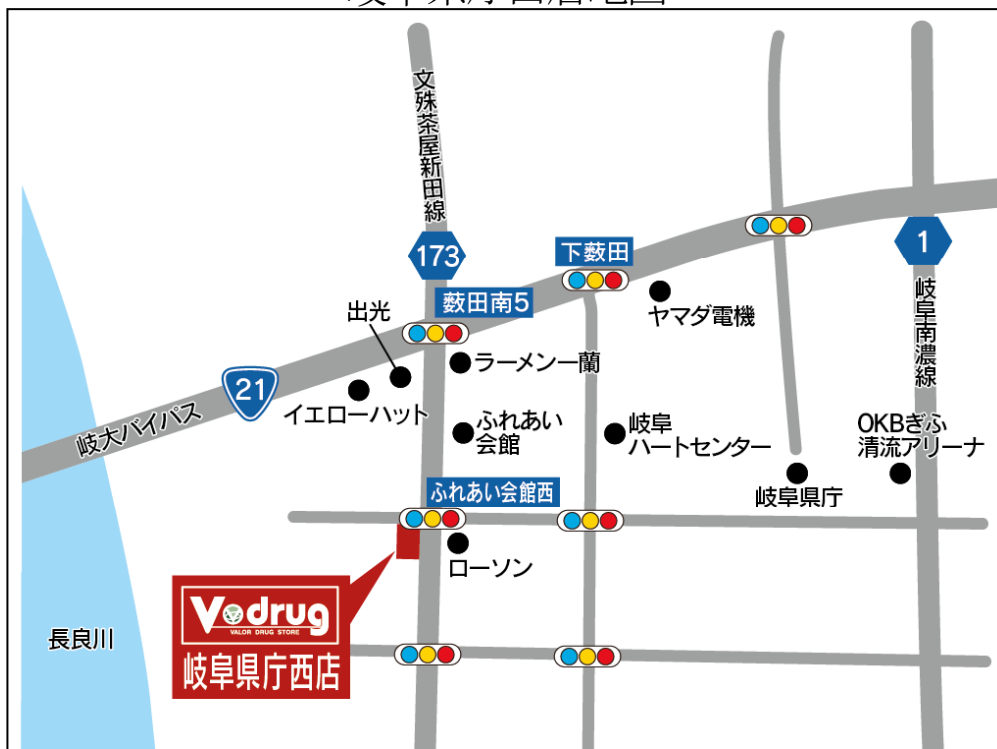 文殊茶屋新田線
173
1
下薮田
薮田南5
出光
ヤマダ電機
岐阜南濃線
ラーメン一蘭
21
イエローハット
岐大バイパス
ふれあい
会館
岐阜
ハートセンター
OKBぎふ
清流アリーナ
岐阜県庁
ふれあい会館西
ローソン
V・drug
VALOR DRUG STORE
岐阜県庁西店
長良川